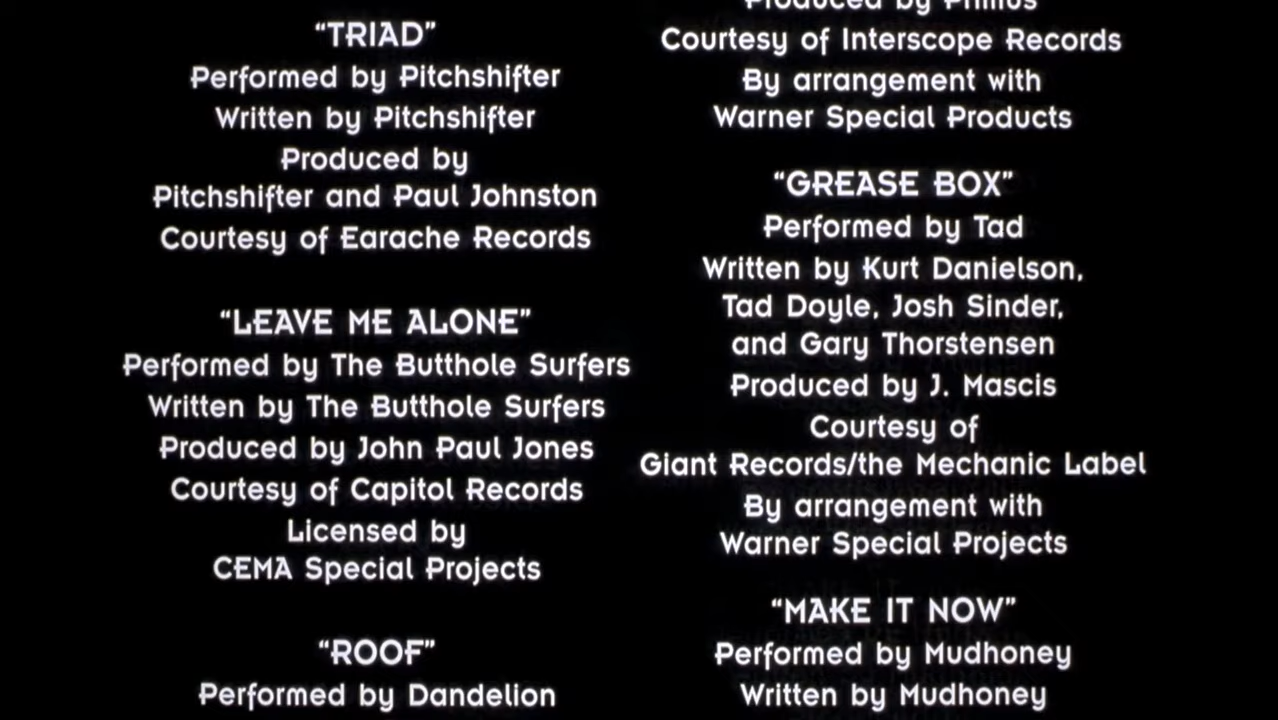 “TRIAD”
Performed by Pitchshifter
Written by Pitchshifter
Produced by
Pitchshifter and Paul Johnston
Courtesy of Earache Records
“LEAVE ME ALONE”
Performed by The Butthole Surfers
Written by The Butthole Surfers
Produced by John Paul Jones
Courtesy of Capitol Records
Licensed by
CEMA Special Projects
“ROOF”
Performed by Dandelion
Produced by Primus
Courtesy of Interscope Records
By arrangement with
Warner Special Products
“GREASE BOX”
Performed by Tad
Written by Kurt Danielson,
Tad Doyle, Josh Sinder,
and Gary Thorstensen
Produced by J. Mascis
Courtesy of
Giant Records/the Mechanic Label
By arrangement with
Warner Special Projects
“MAKE IT NOW”
Performed by Mudhoney
Written by Mudhoney